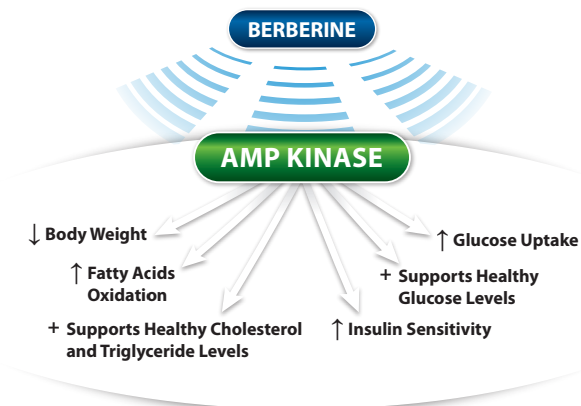 BERBERINE
AMP KINASE
↓ Body Weight
↑ Glucose Uptake
↑ Fatty Acids
Oxidation
+ Supports Healthy
Glucose Levels
+ Supports Healthy Cholesterol
and Triglyceride Levels
↑ Insulin Sensitivity